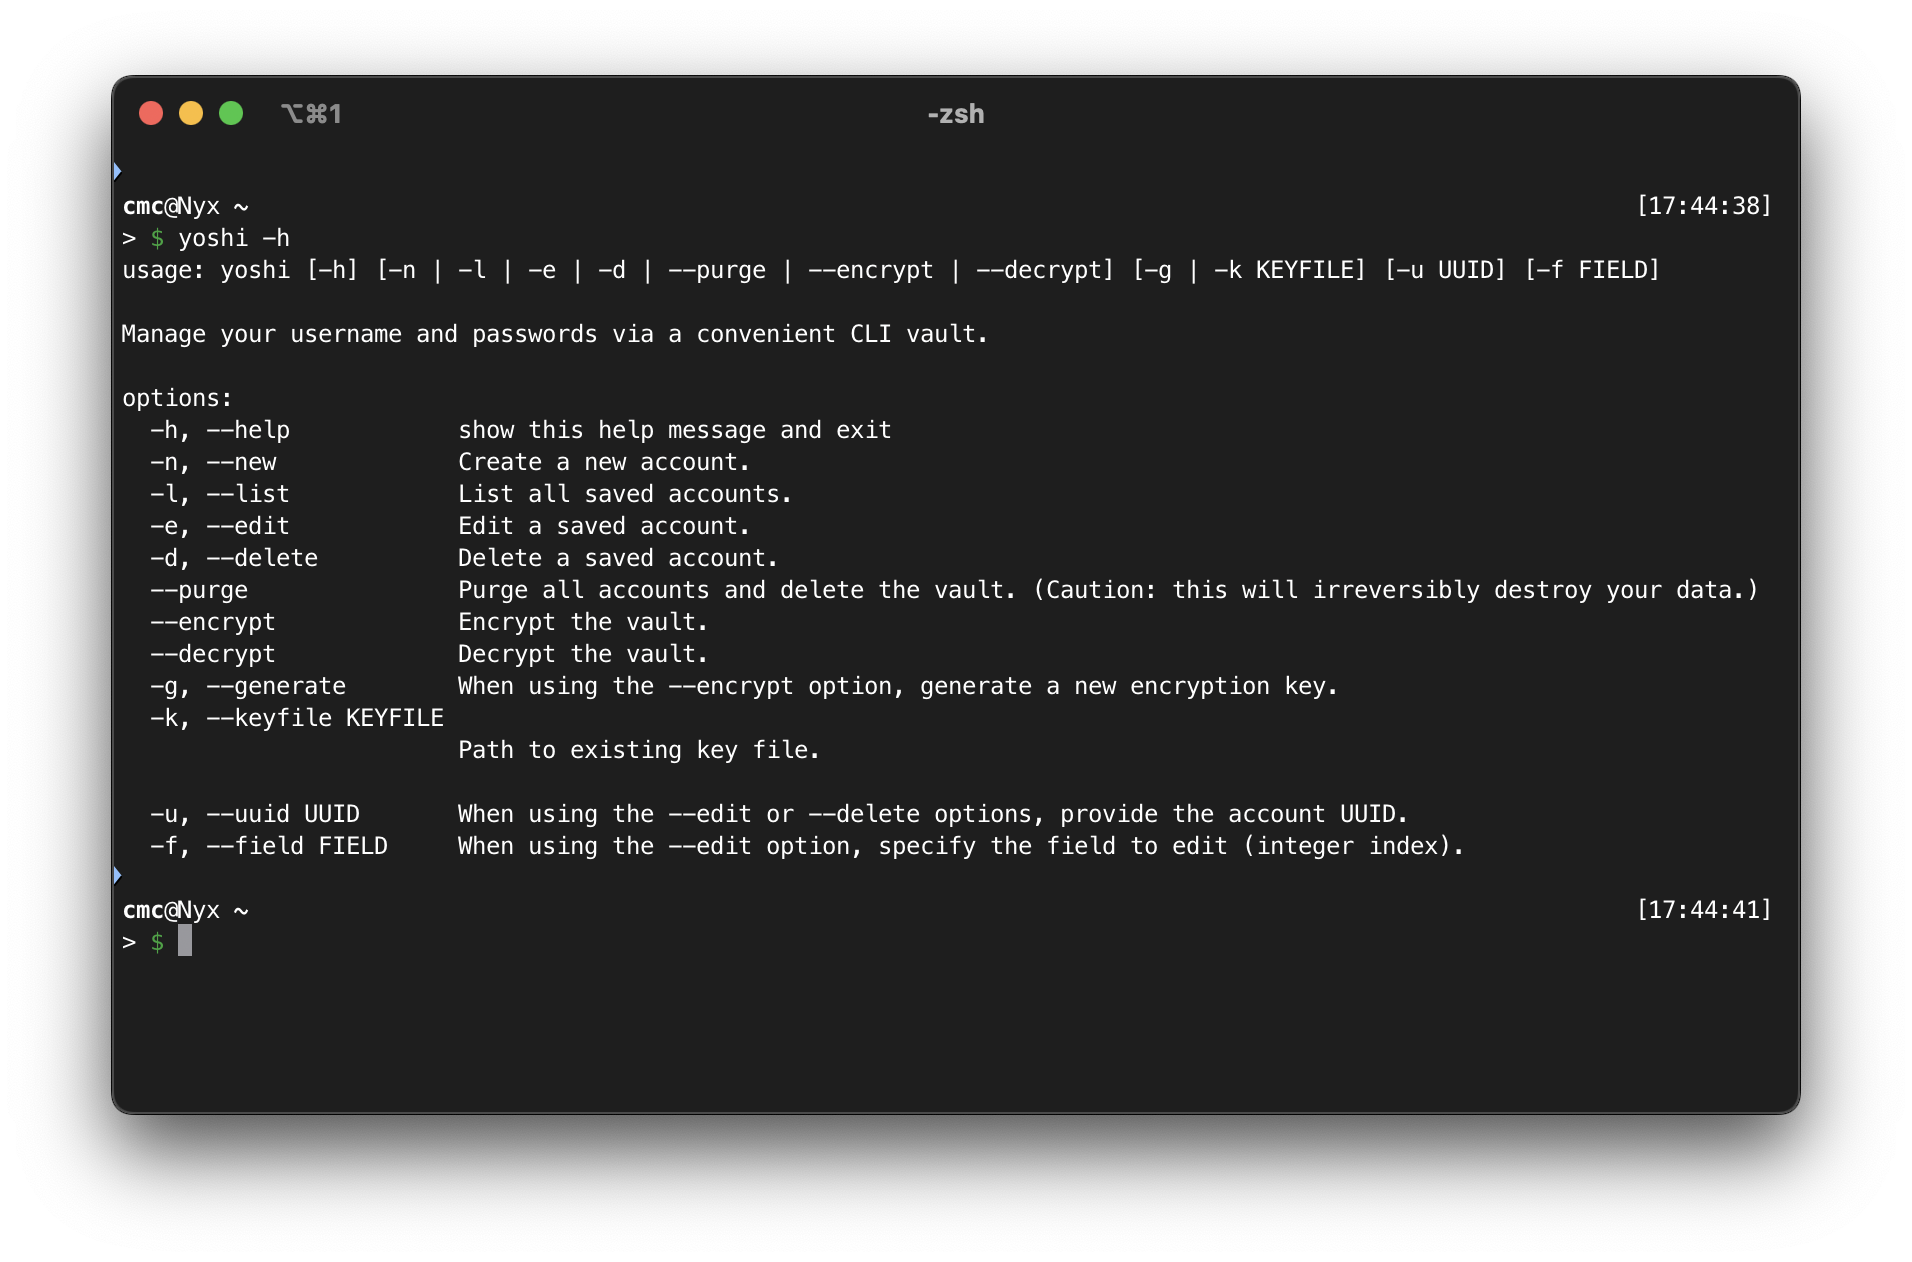 ⌥⌘1 -zsh
cmc@Nyx ~ [17:44:38]
> $ yoshi -h
usage: yoshi [-h] [-n | -l | -e | -d | --purge | --encrypt | --decrypt] [-g | -k KEYFILE] [-u UUID] [-f FIELD]
Manage your username and passwords via a convenient CLI vault.
options:
-h, --help show this help message and exit
-n, --new Create a new account.
-l, --list List all saved accounts.
-e, --edit Edit a saved account.
-d, --delete Delete a saved account.
--purge Purge all accounts and delete the vault. (Caution: this will irreversibly destroy your data.)
--encrypt Encrypt the vault.
--decrypt Decrypt the vault.
-g, --generate When using the --encrypt option, generate a new encryption key.
-k, --keyfile KEYFILE
Path to existing key file.
-u, --uuid UUID When using the --edit or --delete options, provide the account UUID.
-f, --field FIELD When using the --edit option, specify the field to edit (integer index).
cmc@Nyx ~ [17:44:41]
> $